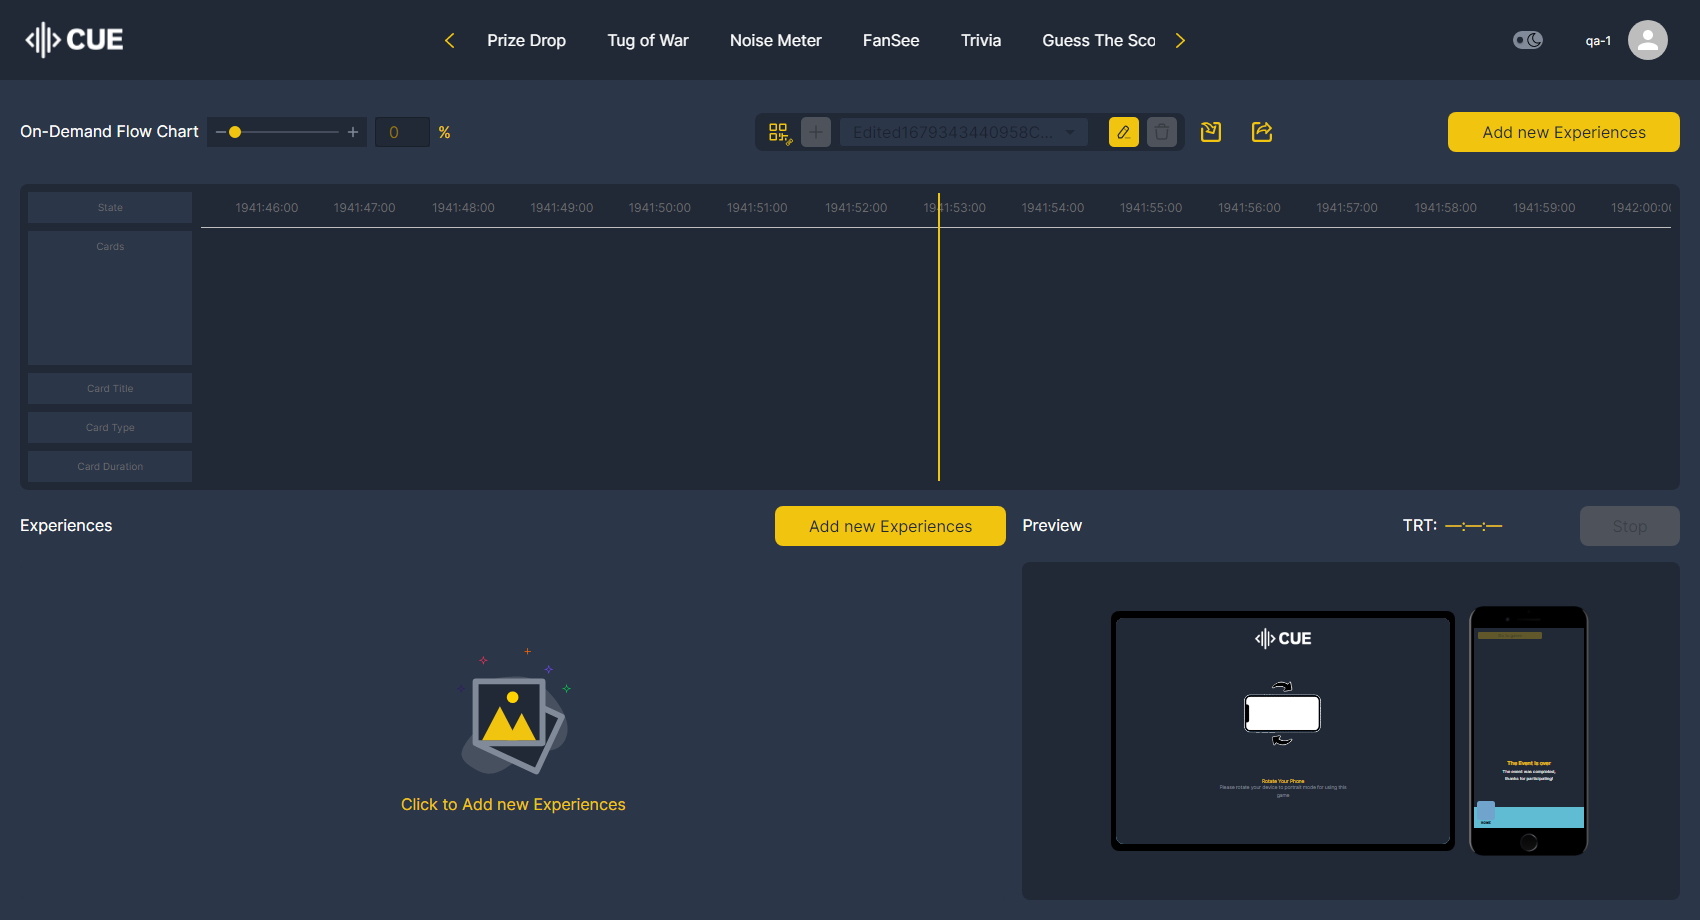 CUE
Prize Drop
Tug of War
Noise Meter
FanSee
Trivia
Guess The Sco
qa-1
On-Demand Flow Chart
0
%
Edited1679343440958C...
Add new Experiences
State
1941:46:00
1941:47:00
1941:48:00
1941:49:00
1941:50:00
1941:51:00
1941:52:00
1941:53:00
1941:54:00
1941:55:00
1941:56:00
1941:57:00
1941:58:00
1941:59:00
1942:00:00
Cards
Card Title
Card Type
Card Duration
Experiences
Add new Experiences
Preview
TRT: —:—:—
Stop
CUE
Rotate Your Phone
Please rotate your device to portrait mode for using this
game
The Event is over
The event was completed,
thanks for participating!
HOME
Click to Add new Experiences